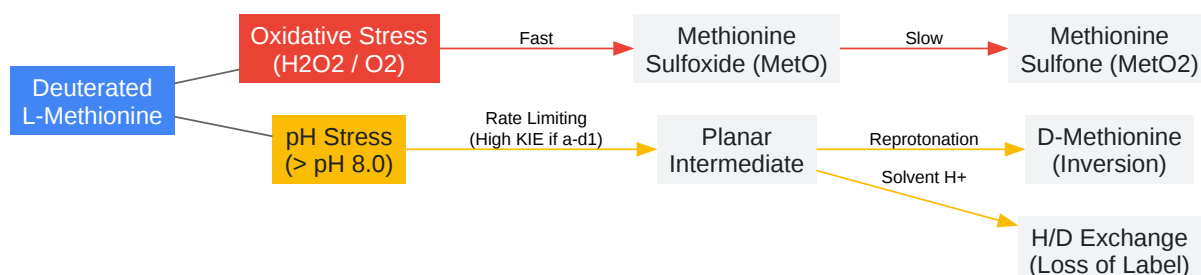 Deuterated
L-Methionine
Oxidative Stress
(H2O2 / O2)
Fast
Methionine
Sulfoxide (MetO)
Slow
Methionine
Sulfone (MetO2)
pH Stress
(> pH 8.0)
Rate Limiting
(High KIE if a-d1)
Planar
Intermediate
Reprotonation
D-Methionine
(Inversion)
Solvent H+
H/D Exchange
(Loss of Label)